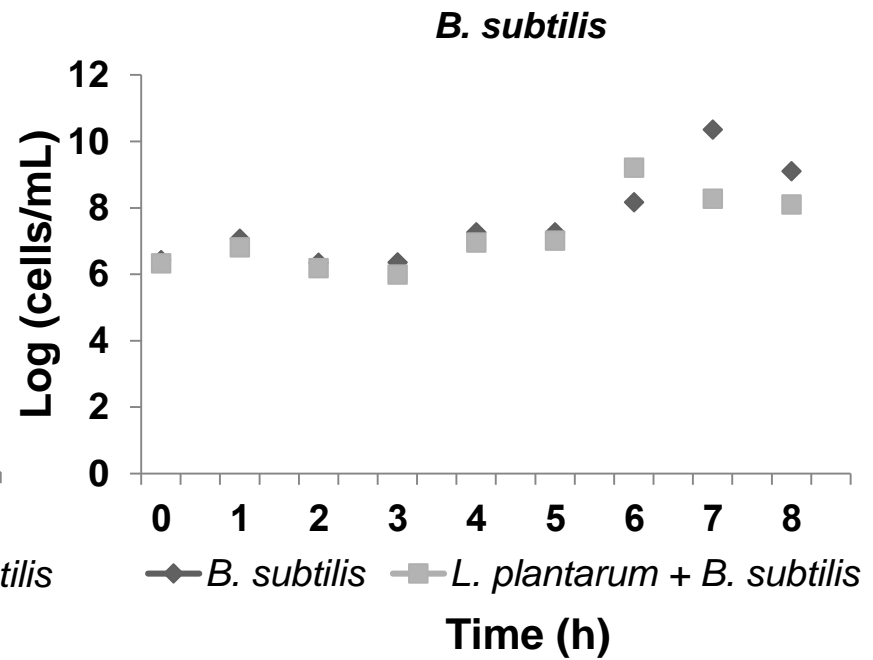 B. subtilis
Log (cells/mL)
12
10
8
6
4
2
0
0 1 2 3 4 5 6 7 8
tilis
B. subtilis L. plantarum + B. subtilis
Time (h)